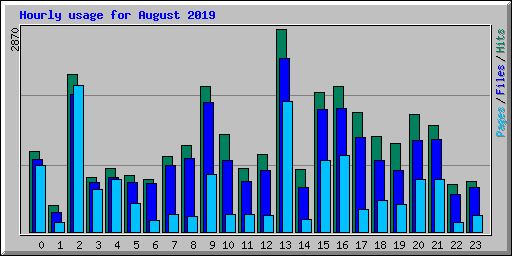 Hourly usage for August 2019
2870
Pages / Files / Hits
0 1 2 3 4 5 6 7 8 9 10 11 12 13 14 15 16 17 18 19 20 21 22 23